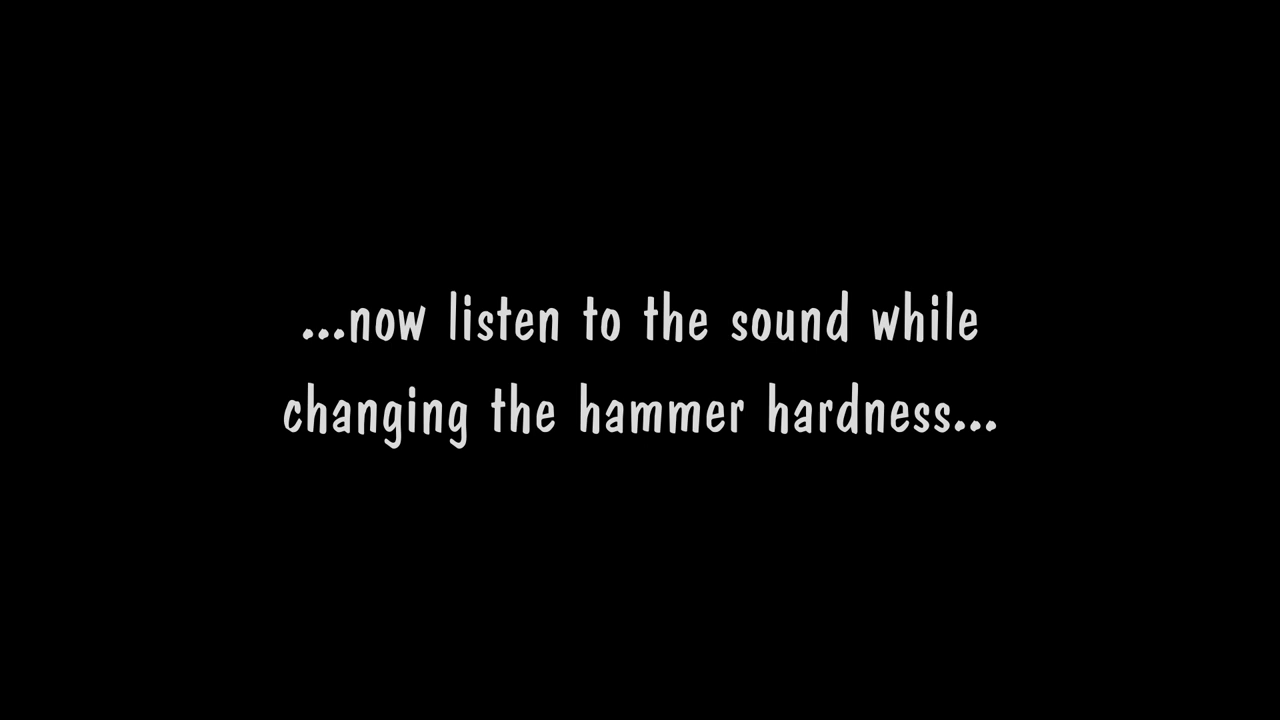 ...now listen to the sound while
changing the hammer hardness...